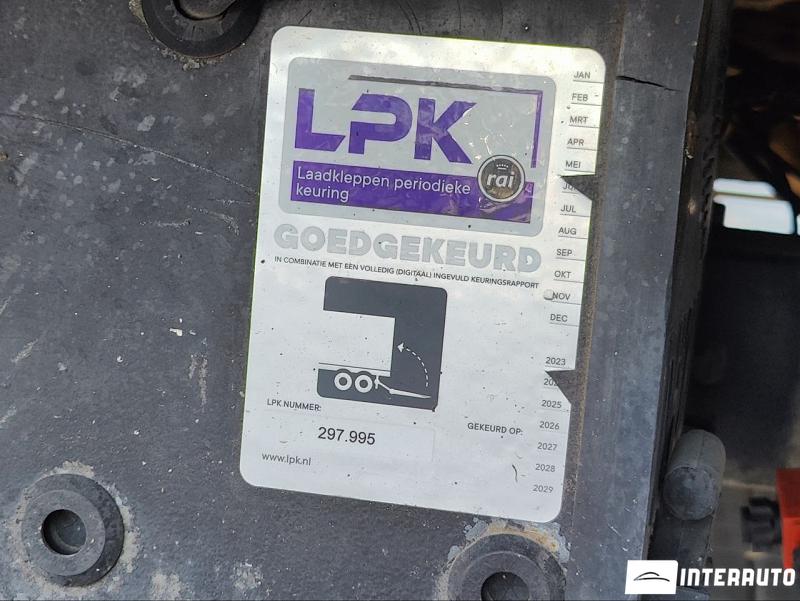 LPK
Laadkleppen periodieke
keuring
rai
GOEDGEKEURD
IN COMBINATIE MET EEN VOLLEDIG (DIGITAAL) INGEVULD KEURINGSRAPPORT
JAN
FEB
MRT
APR
MEI
JUL
AUG
SEP
OKT
NOV
DEC
2023
2025
2026
2027
2028
2029
GEKEURD OP:
LPK.NUMMER:
297.995
www.lpk.nl
INTERAUTO